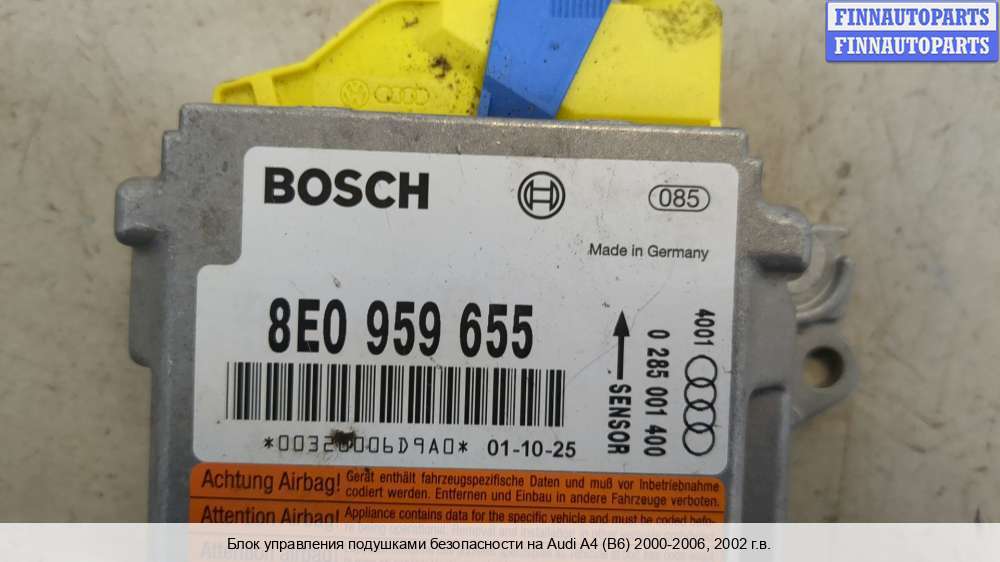 FINNAUTOPARTS
FINNAUTOPARTS
BOSCH
085
Made in Germany
8E0 959 655
SENSOR
0 285 001 400
4001
01-10-25
Achtung Airbag!
Gerät enthält fahrzeugspezifische Daten und muß vor Inbetriebnahme
codiert werden. Entfernen und Einbau in andere Fahrzeuge verboten.
Attention Airbag!
Appliance contains data for the specific vehicle and must be coded befo-
Блок управления подушками безопасности на Audi A4 (B6) 2000-2006, 2002 г.в.